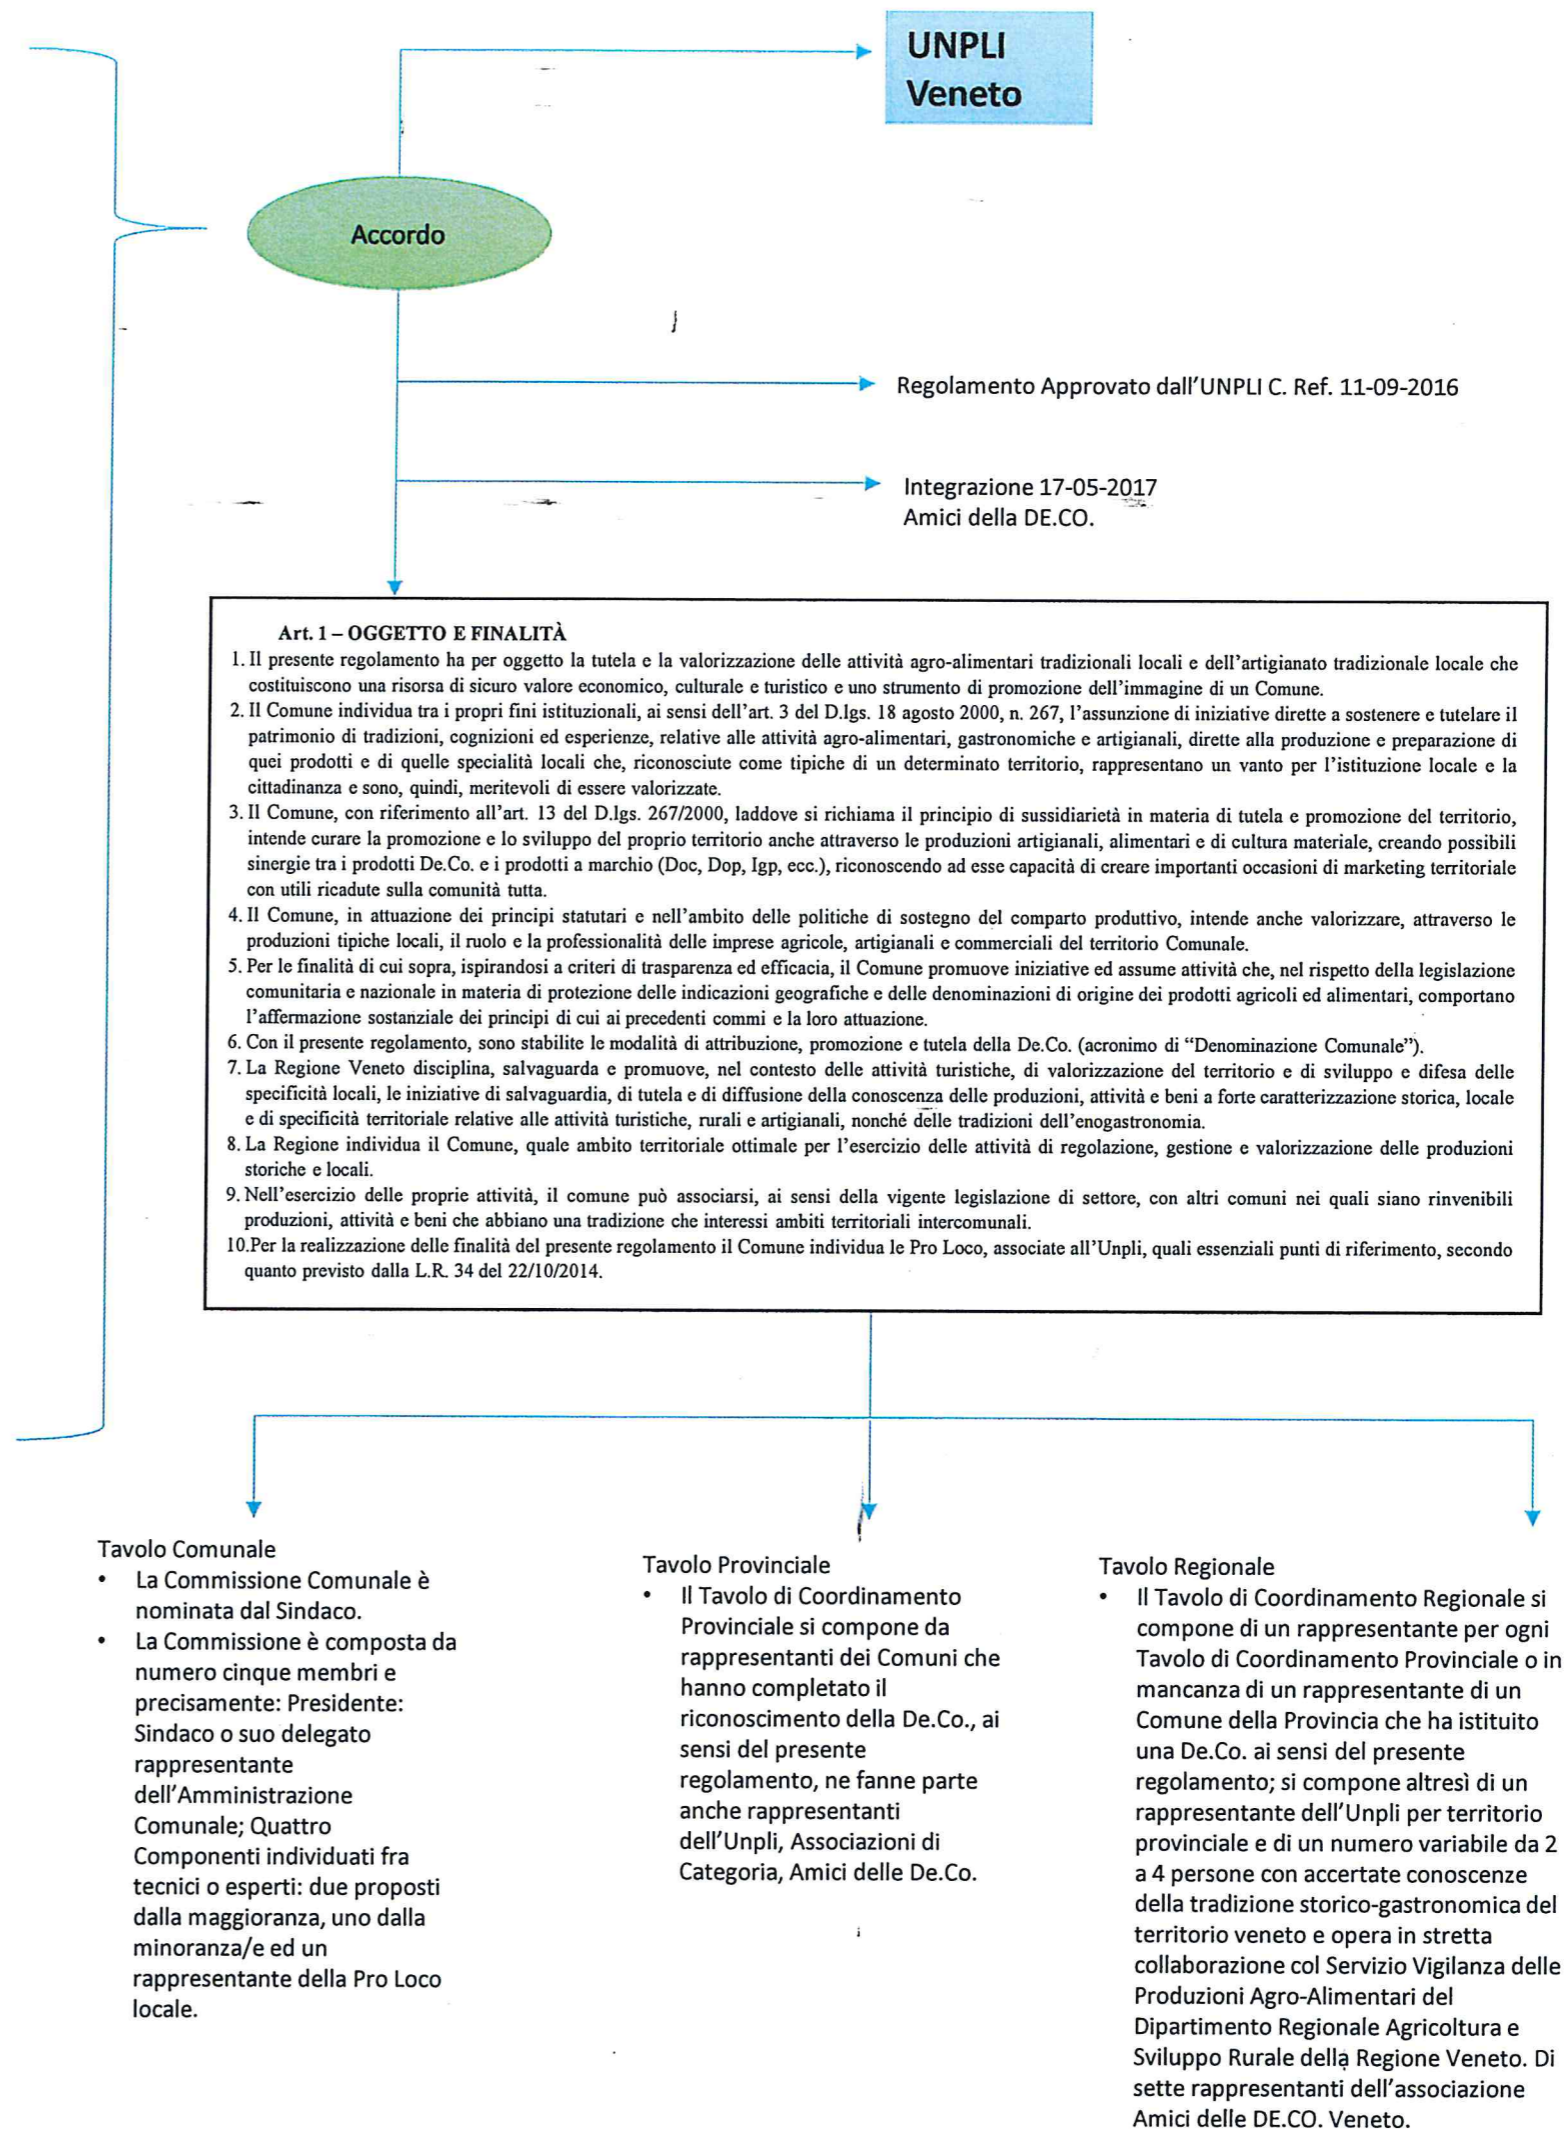 UNPLI
Veneto
Accordo
Regolamento Approvato dall'UNPLI C. Ref. 11-09-2016
Integrazione 17-05-2017
Amici della DE.CO.
Art. 1 – OGGETTO E FINALITÀ
1. Il presente regolamento ha per oggetto la tutela e la valorizzazione delle attività agro-alimentari tradizionali locali e dell'artigianato tradizionale locale che
costituiscono una risorsa di sicuro valore economico, culturale e turistico e uno strumento di promozione dell'immagine di un Comune.
2. Il Comune individua tra i propri fini istituzionali, ai sensi dell'art. 3 del D.lgs. 18 agosto 2000, n. 267, l'assunzione di iniziative dirette a sostenere e tutelare il
patrimonio di tradizioni, cognizioni ed esperienze, relative alle attività agro-alimentari, gastronomiche e artigianali, dirette alla produzione e preparazione di
quei prodotti e di quelle specialità locali che, riconosciute come tipiche di un determinato territorio, rappresentano un vanto per l'istituzione locale e la
cittadinanza e sono, quindi, meritevoli di essere valorizzate.
3. Il Comune, con riferimento all'art. 13 del D.lgs. 267/2000, laddove si richiama il principio di sussidiarietà in materia di tutela e promozione del territorio,
intende curare la promozione e lo sviluppo del proprio territorio anche attraverso le produzioni artigianali, alimentari e di cultura materiale, creando possibili
sinergie tra i prodotti De.Co. e i prodotti a marchio (Doc, Dop, Igp, ecc.), riconoscendo ad esse capacità di creare importanti occasioni di marketing territoriale
con utili ricadute sulla comunità tutta.
4. Il Comune, in attuazione dei principi statutari e nell'ambito delle politiche di sostegno del comparto produttivo, intende anche valorizzare, attraverso le
produzioni tipiche locali, il ruolo e la professionalità delle imprese agricole, artigianali e commerciali del territorio Comunale.
5. Per le finalità di cui sopra, ispirandosi a criteri di trasparenza ed efficacia, il Comune promuove iniziative ed assume attività che, nel rispetto della legislazione
comunitaria e nazionale in materia di protezione delle indicazioni geografiche e delle denominazioni di origine dei prodotti agricoli ed alimentari, comportano
l'affermazione sostanziale dei principi di cui ai precedenti commi e la loro attuazione.
6. Con il presente regolamento, sono stabilite le modalità di attribuzione, promozione e tutela della De.Co. (acronimo di "Denominazione Comunale").
7. La Regione Veneto disciplina, salvaguarda e promuove, nel contesto delle attività turistiche, di valorizzazione del territorio e di sviluppo e difesa delle
specificità locali, le iniziative di salvaguardia, di tutela e di diffusione della conoscenza delle produzioni, attività e beni a forte caratterizzazione storica, locale
e di specificità territoriale relative alle attività turistiche, rurali e artigianali, nonché delle tradizioni dell'enogastronomia.
8. La Regione individua il Comune, quale ambito territoriale ottimale per l'esercizio delle attività di regolazione, gestione e valorizzazione delle produzioni
storiche e locali.
9. Nell'esercizio delle proprie attività, il comune può associarsi, ai sensi della vigente legislazione di settore, con altri comuni nei quali siano rinvenibili
produzioni, attività e beni che abbiano una tradizione che interessi ambiti territoriali intercomunali.
10.Per la realizzazione delle finalità del presente regolamento il Comune individua le Pro Loco, associate all'Unpli, quali essenziali punti di riferimento, secondo
quanto previsto dalla L.R. 34 del 22/10/2014.
Tavolo Comunale
• La Commissione Comunale è
nominata dal Sindaco.
• La Commissione è composta da
numero cinque membri e
precisamente: Presidente:
Sindaco o suo delegato
rappresentante
dell'Amministrazione
Comunale; Quattro
Componenti individuati fra
tecnici o esperti: due proposti
dalla maggioranza, uno dalla
minoranza/e ed un
rappresentante della Pro Loco
locale.
Tavolo Provinciale
• Il Tavolo di Coordinamento
Provinciale si compone da
rappresentanti dei Comuni che
hanno completato il
riconoscimento della De.Co., ai
sensi del presente
regolamento, ne fanne parte
anche rappresentanti
dell'Unpli, Associazioni di
Categoria, Amici delle De.Co.
Tavolo Regionale
• Il Tavolo di Coordinamento Regionale si
compone di un rappresentante per ogni
Tavolo di Coordinamento Provinciale o in
mancanza di un rappresentante di un
Comune della Provincia che ha istituito
una De.Co. ai sensi del presente
regolamento; si compone altresì di un
rappresentante dell'Unpli per territorio
provinciale e di un numero variabile da 2
a 4 persone con accertate conoscenze
della tradizione storico-gastronomica del
territorio veneto e opera in stretta
collaborazione col Servizio Vigilanza delle
Produzioni Agro-Alimentari del
Dipartimento Regionale Agricoltura e
Sviluppo Rurale della Regione Veneto. Di
sette rappresentanti dell'associazione
Amici delle DE.CO. Veneto.